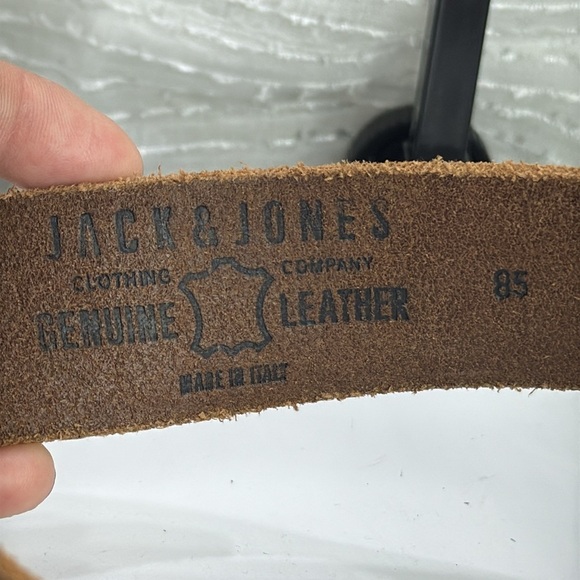 JACK & JONES
CLOTHING COMPANY
GENUINE LEATHER
MADE IN ITALY
85